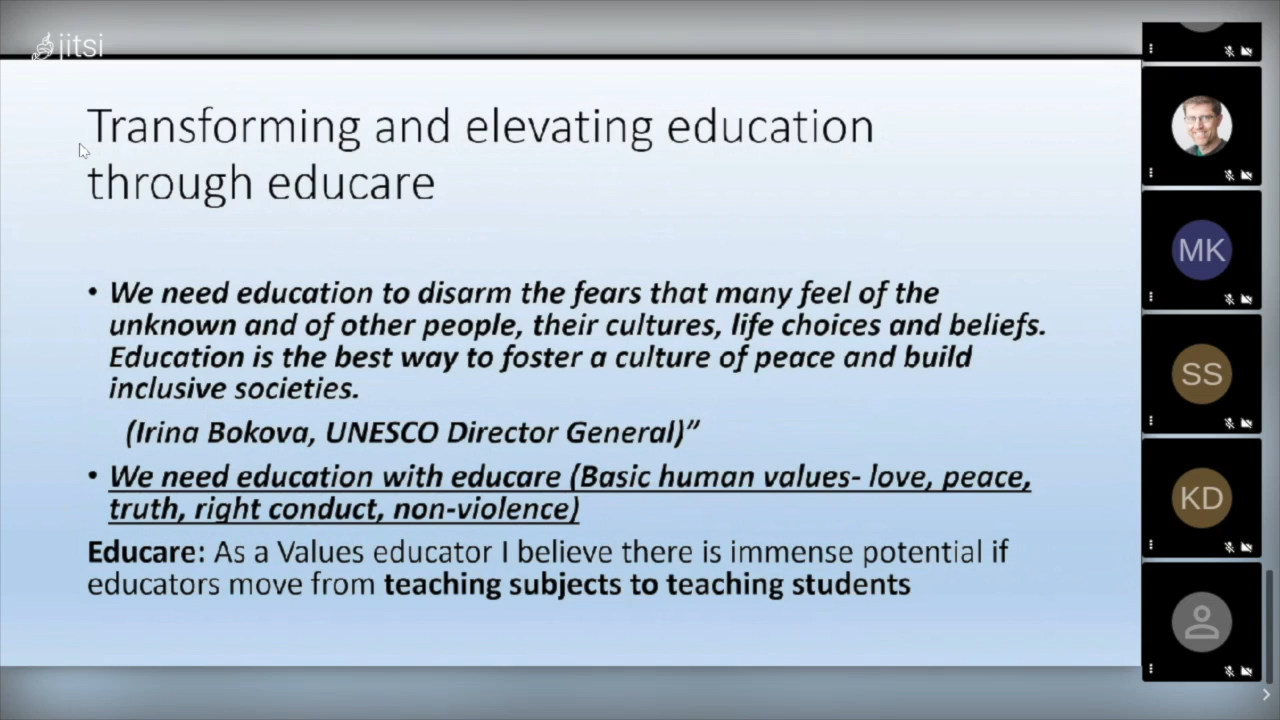 jitsi
Transforming and elevating education
through educare
• We need education to disarm the fears that many feel of the
unknown and of other people, their cultures, life choices and beliefs.
Education is the best way to foster a culture of peace and build
inclusive societies.
(Irina Bokova, UNESCO Director General)”
• We need education with educare (Basic human values- love, peace,
truth, right conduct, non-violence)
Educare: As a Values educator I believe there is immense potential if
educators move from teaching subjects to teaching students
MK
SS
KD